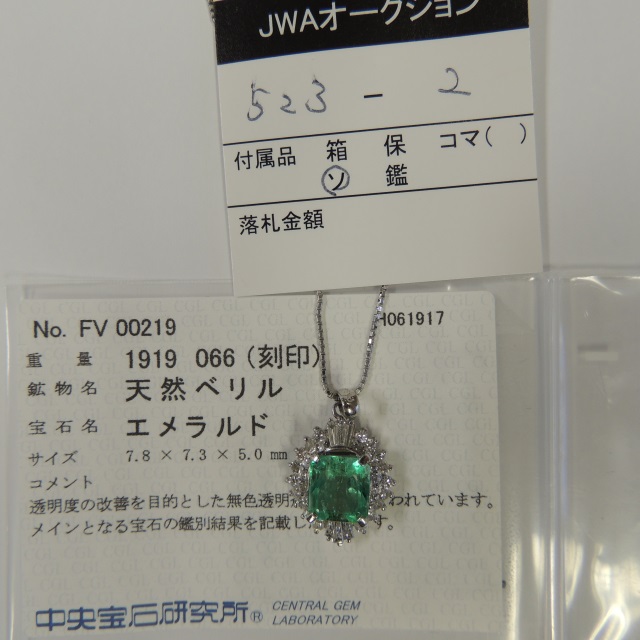 JWAオークション
523 - 2
付属品 箱 保 コマ( )
ソ 鑑
落札金額
No. FV 00219
1061917
重量 1919 066 (刻印)
鉱物名 天然ベリル
宝石名 エメラルド
サイズ 7.8 × 7.3 × 5.0 mm
コメント
透明度の改善を目的とした無色透明 われています。
メインとなる宝石の鑑別結果を記載し す。
中央宝石研究所® CENTRAL GEM
LABORATORY